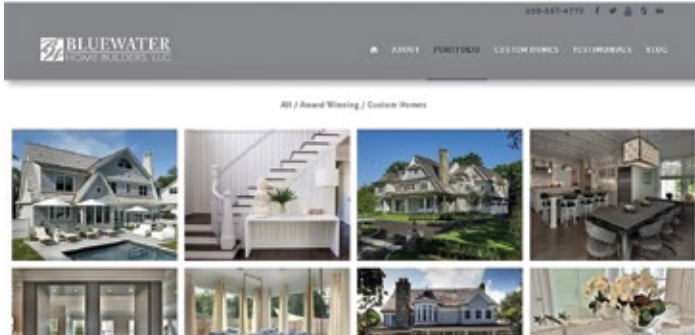 BLUEWATER
HOME BUILDERS, LLC
ABOUT PORTFOLIO CUSTOM HOMES TESTIMONIALS BLOG
All / Award Winning / Custom Homes